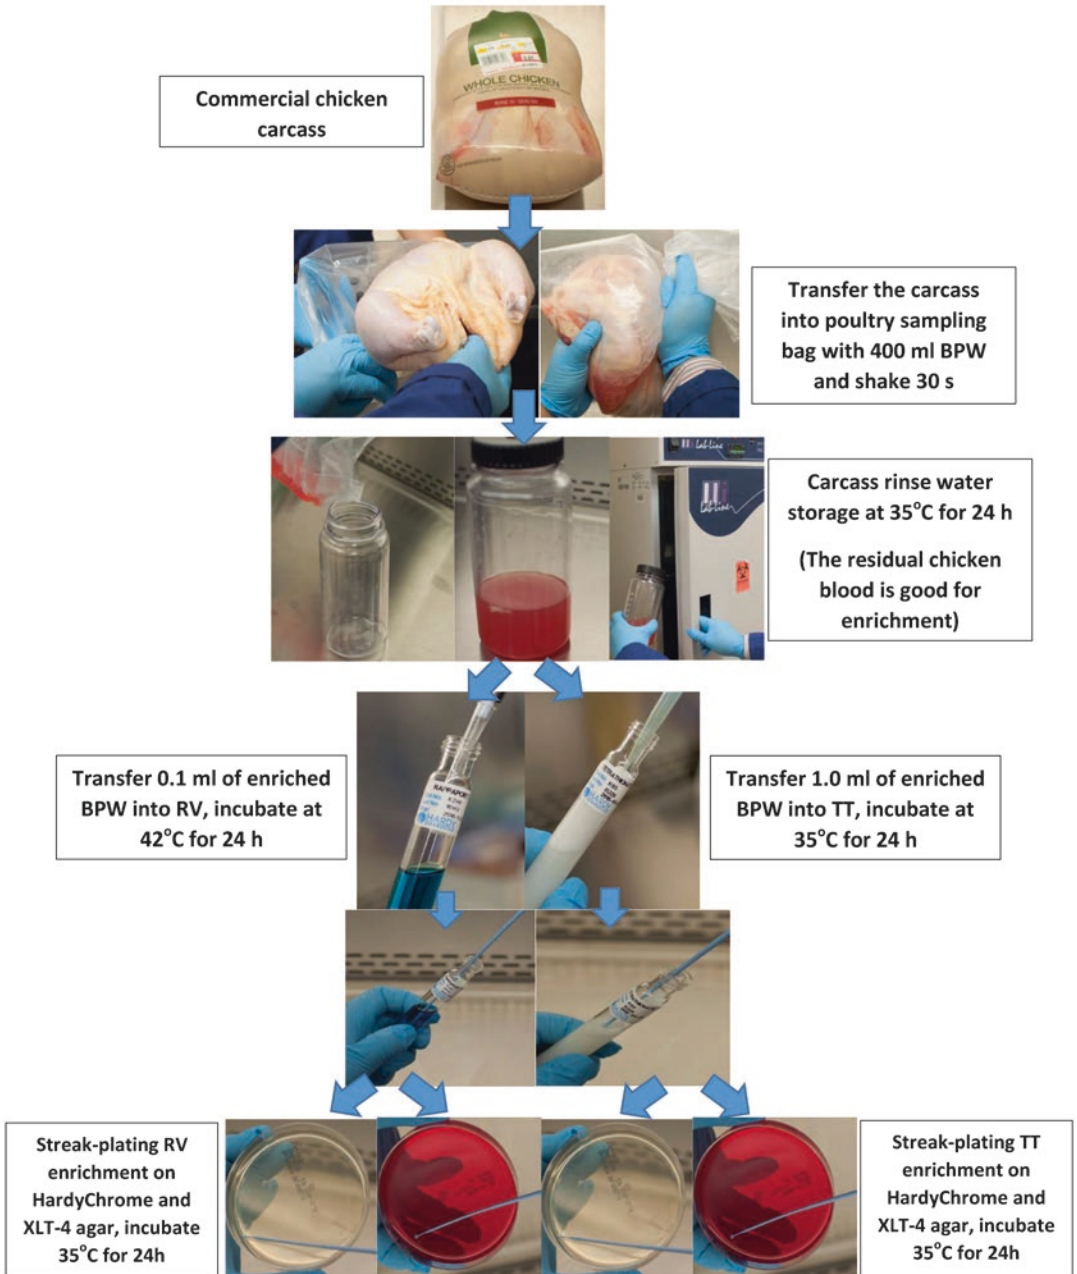 Commercial chicken
carcass
WHOLE CHICKEN
Transfer the carcass
into poultry sampling
bag with 400 ml BPW
and shake 30 s
Lab-Line
Lab-Line
Carcass rinse water
storage at 35°C for 24 h
(The residual chicken
blood is good for
enrichment)
Transfer 0.1 ml of enriched
BPW into RV, incubate at
42°C for 24 h
HARDY
Transfer 1.0 ml of enriched
BPW into TT, incubate at
35°C for 24 h
Streak-plating RV
enrichment on
HardyChrome and
XLT-4 agar, incubate
35°C for 24h
Streak-plating TT
enrichment on
HardyChrome and
XLT-4 agar, incubate
35°C for 24h